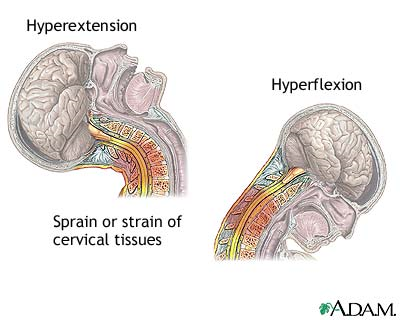 Hyperextension
Hyperflexion
Sprain or strain of
cervical tissues
A.D.A.M.